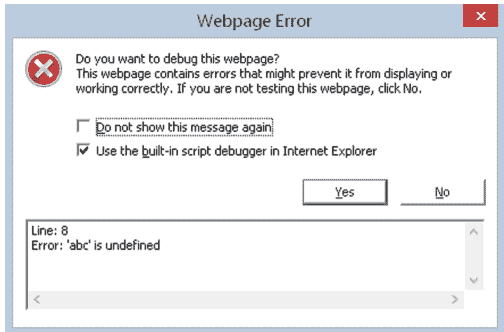 Webpage Error
Do you want to debug this webpage?
This webpage contains errors that might prevent it from displaying or
working correctly. If you are not testing this webpage, click No.
Do not show this message again
Use the built-in script debugger in Internet Explorer
Yes
No
Line: 8
Error: 'abc' is undefined